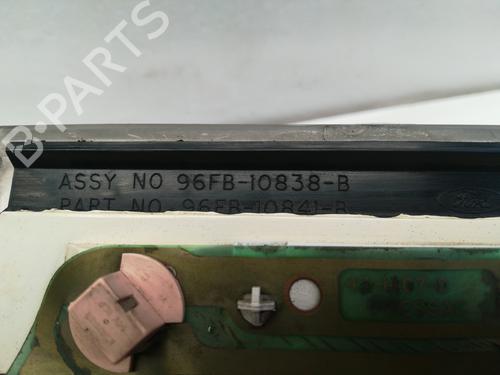 B-PARTS
ASSY NO 96FB-10838-B
PART NO 96FB-10841-B
Ford